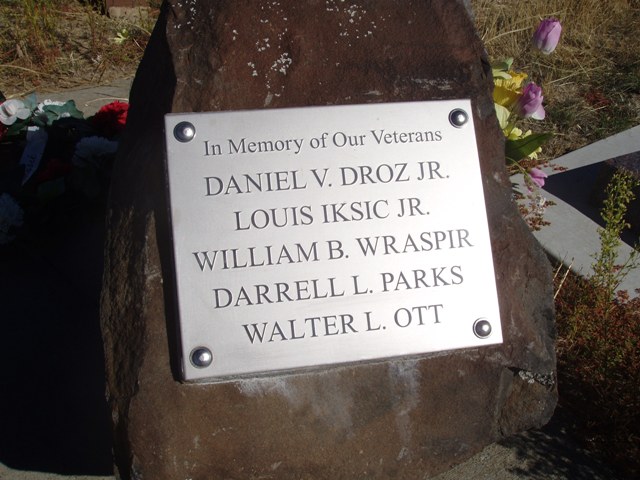 In Memory of Our Veterans
DANIEL V. DROZ JR.
LOUIS IKSIC JR.
WILLIAM B. WRASPIR
DARRELL L. PARKS
WALTER L. OTT